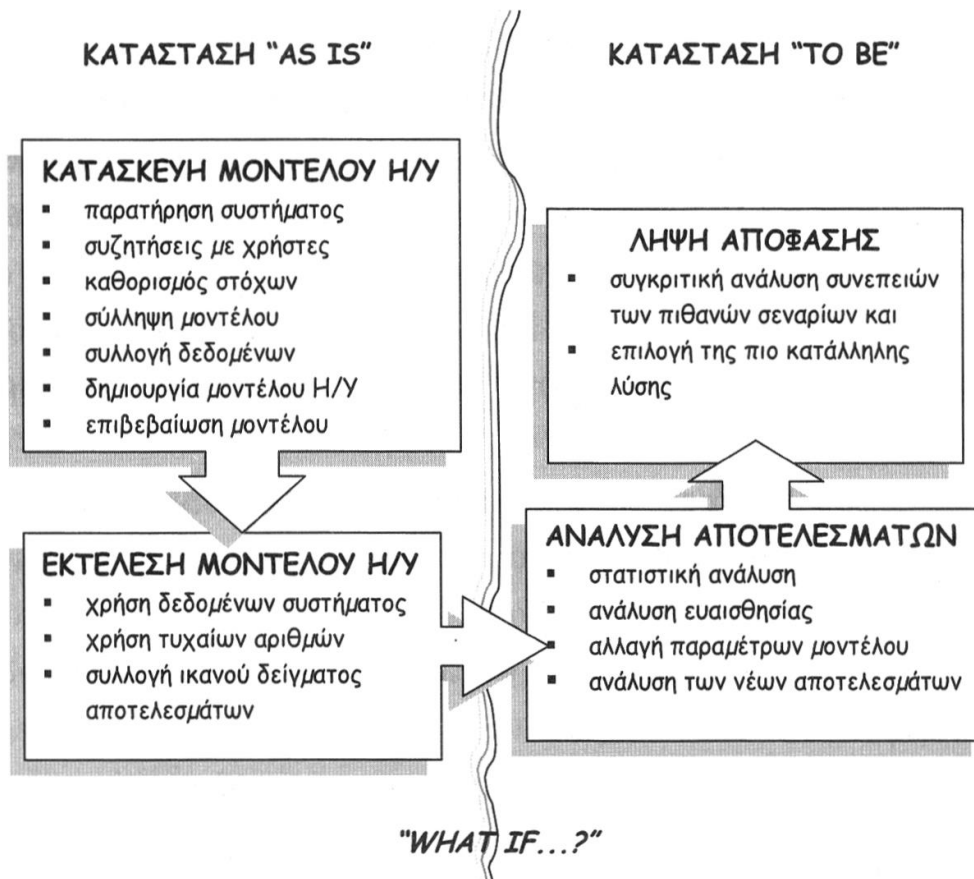 ΚΑΤΑΣΤΑΣΗ "AS IS"
ΚΑΤΑΣΚΕΥΗ ΜΟΝΤΕΛΟΥ Η/Υ
▪ παρατήρηση συστήματος
▪ συζητήσεις με χρήστες
▪ καθορισμός στόχων
▪ σύλληψη μοντέλου
▪ συλλογή δεδομένων
▪ δημιουργία μοντέλου Η/Υ
▪ επιβεβαίωση μοντέλου
ΕΚΤΕΛΕΣΗ ΜΟΝΤΕΛΟΥ Η/Υ
▪ χρήση δεδομένων συστήματος
▪ χρήση τυχαίων αριθμών
▪ συλλογή ικανού δείγματος
αποτελεσμάτων
ΚΑΤΑΣΤΑΣΗ "TO BE"
ΛΗΨΗ ΑΠΟΦΑΣΗΣ
▪ συγκριτική ανάλυση συνεπειών
των πιθανών σεναρίων και
▪ επιλογή της πιο κατάλληλης
λύσης
ΑΝΑΛΥΣΗ ΑΠΟΤΕΛΕΣΜΑΤΩΝ
▪ στατιστική ανάλυση
▪ ανάλυση ευαισθησίας
▪ αλλαγή παραμέτρων μοντέλου
▪ ανάλυση των νέων αποτελεσμάτων
"WHAT IF...?"